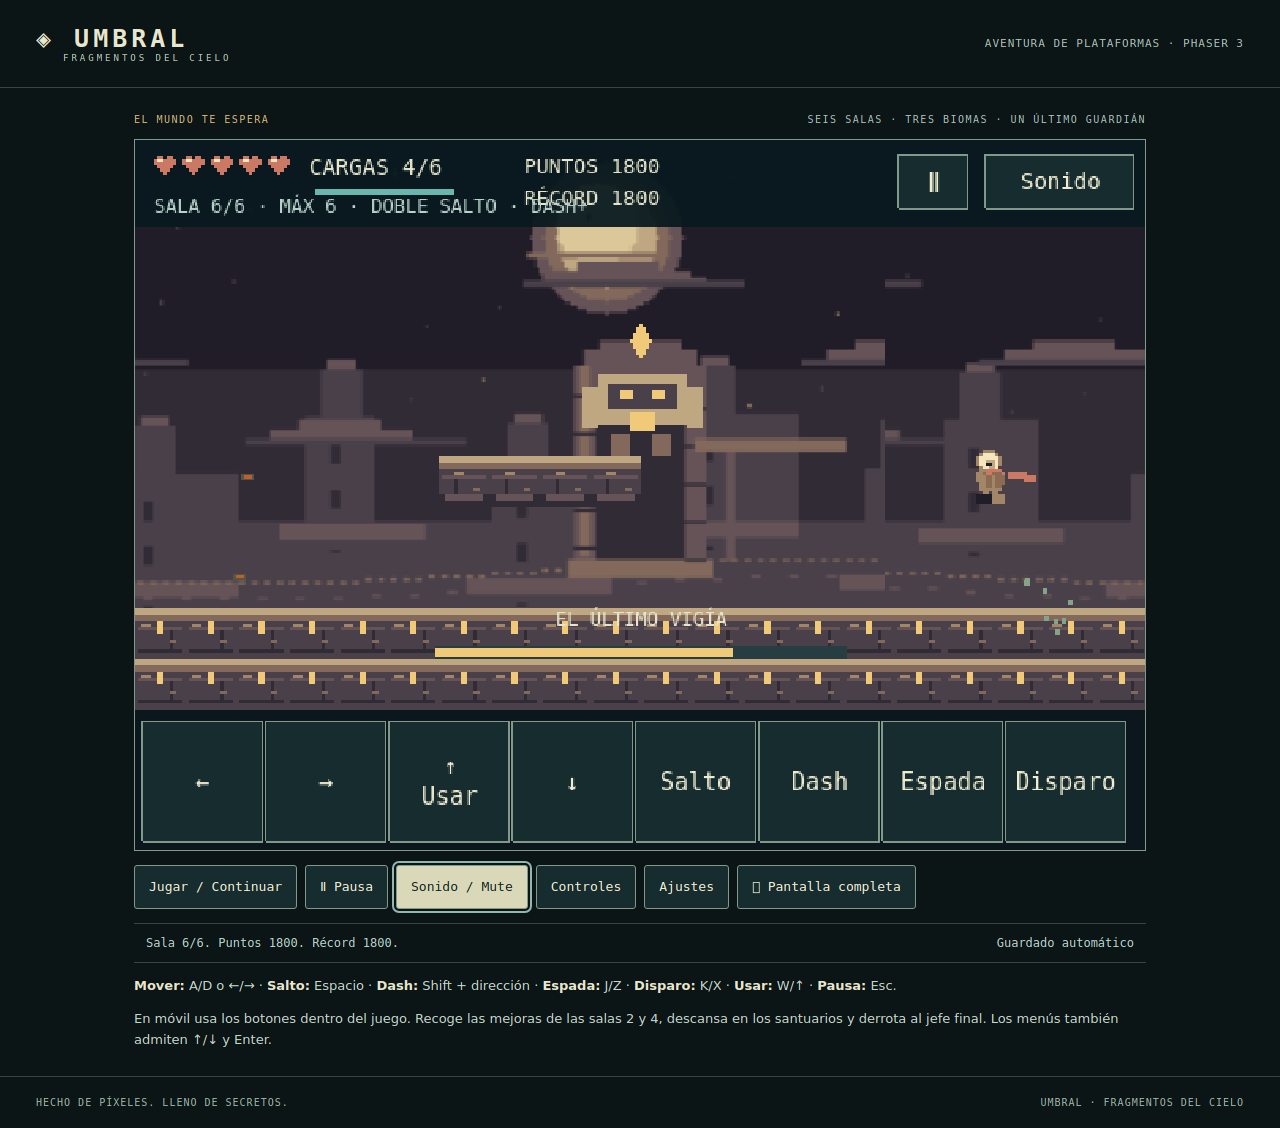 ◈ UMBRAL
FRAGMENTOS DEL CIELO
AVENTURA DE PLATAFORMAS · PHASER 3
EL MUNDO TE ESPERA
SEIS SALAS · TRES BIOMAS · UN ÚLTIMO GUARDIÁN
CARGAS 4/6
PUNTOS 1800
RÉCORD 1800
SALA 6/6 · MÁX 6 · DOBLE SALTO · DASH+
Ⅱ
Sonido
EL ÚLTIMO VIGÍA
←
→
↑
Usar
↓
Salto
Dash
Espada
Disparo
Jugar / Continuar
Ⅱ Pausa
Sonido / Mute
Controles
Ajustes
Pantalla completa
Sala 6/6. Puntos 1800. Récord 1800.
Guardado automático
Mover: A/D o ←/→ · Salto: Espacio · Dash: Shift + dirección · Espada: J/Z · Disparo: K/X · Usar: W/↑ · Pausa: Esc.
En móvil usa los botones dentro del juego. Recoge las mejoras de las salas 2 y 4, descansa en los santuarios y derrota al jefe final. Los menús también
admiten ↑/↓ y Enter.
HECHO DE PÍXELES. LLENO DE SECRETOS.
UMBRAL · FRAGMENTOS DEL CIELO